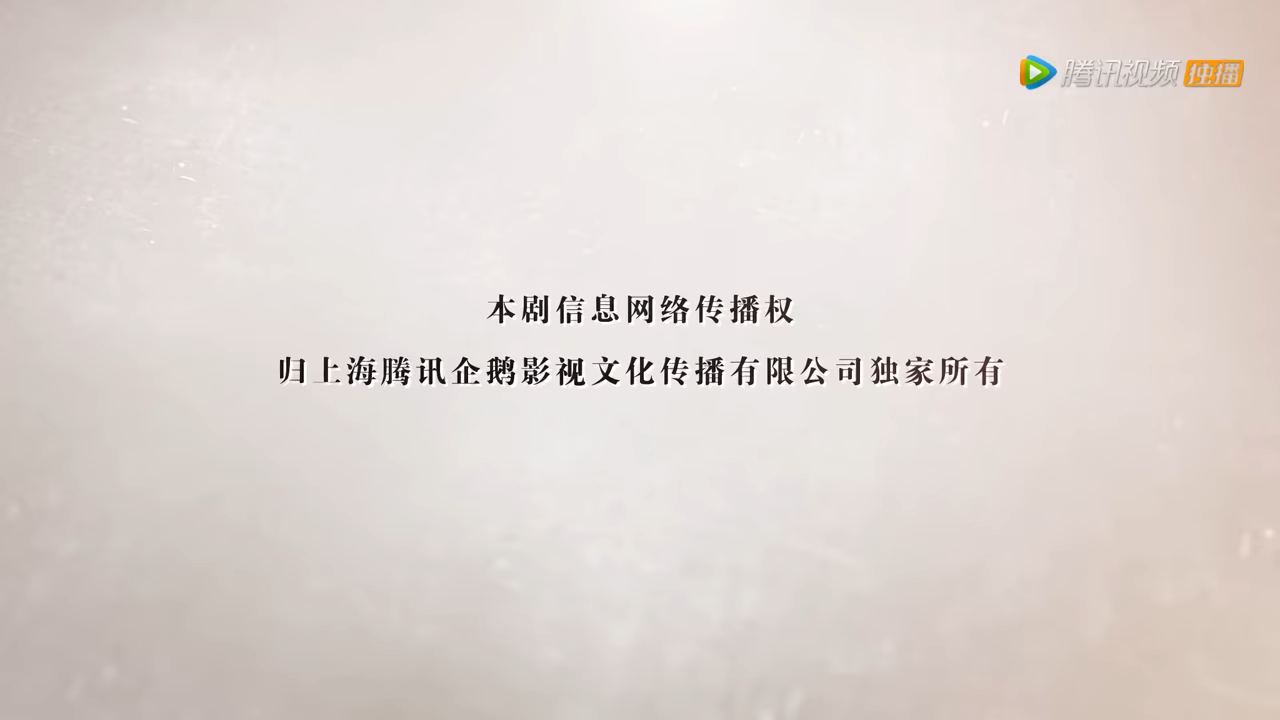 腾讯视频 独播
本剧信息网络传播权
归上海腾讯企鹅影视文化传播有限公司独家所有